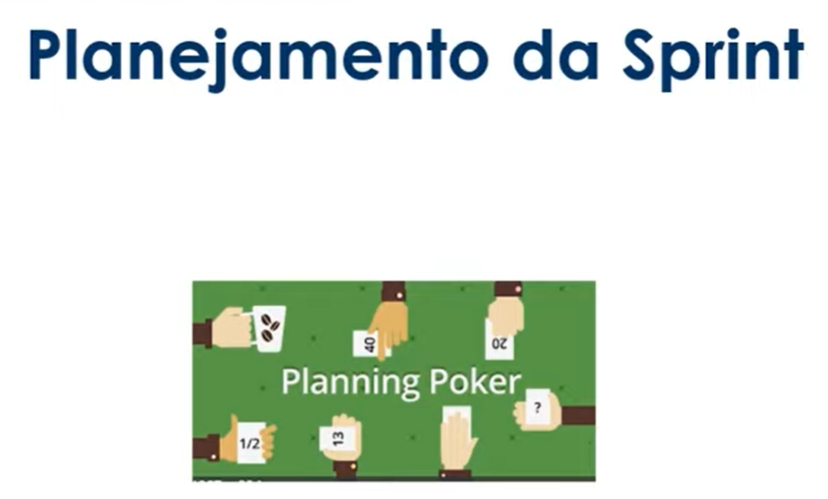 Planejamento da Sprint
40
20
Planning Poker
?
1/2
13